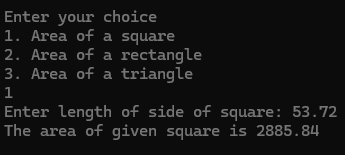 Enter your choice
1. Area of a square
2. Area of a rectangle
3. Area of a triangle
1
Enter length of side of square: 53.72
The area of given square is 2885.84